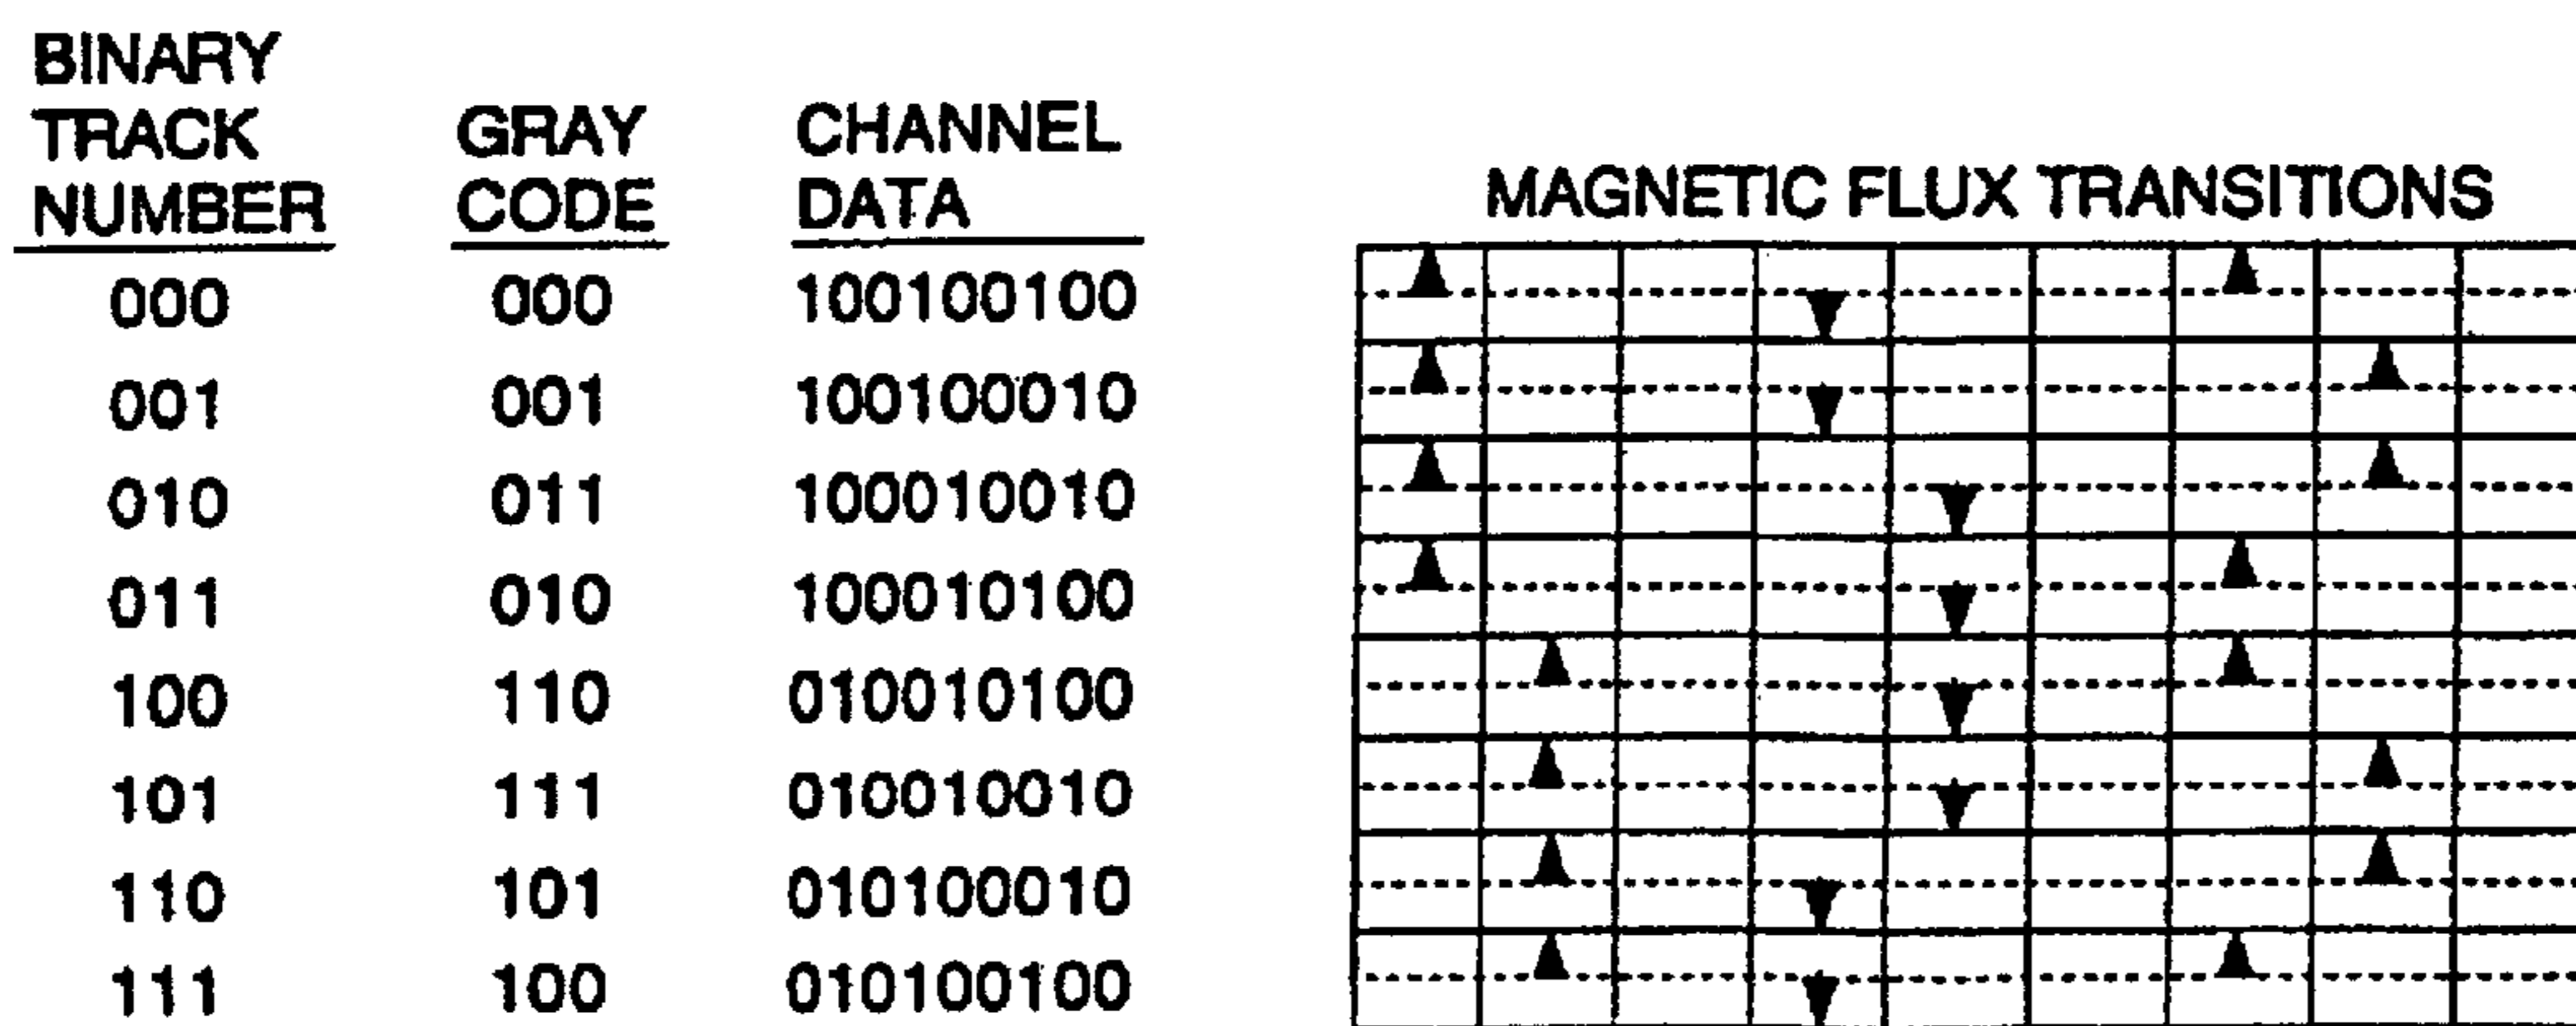 BINARY
TRACK
NUMBER
GRAY
CODE
CHANNEL
DATA
MAGNETIC FLUX TRANSITIONS
000 000 100100100
001 001 100100010
010 011 100010010
011 010 100010100
100 110 010010100
101 111 010010010
110 101 010100010
111 100 010100100